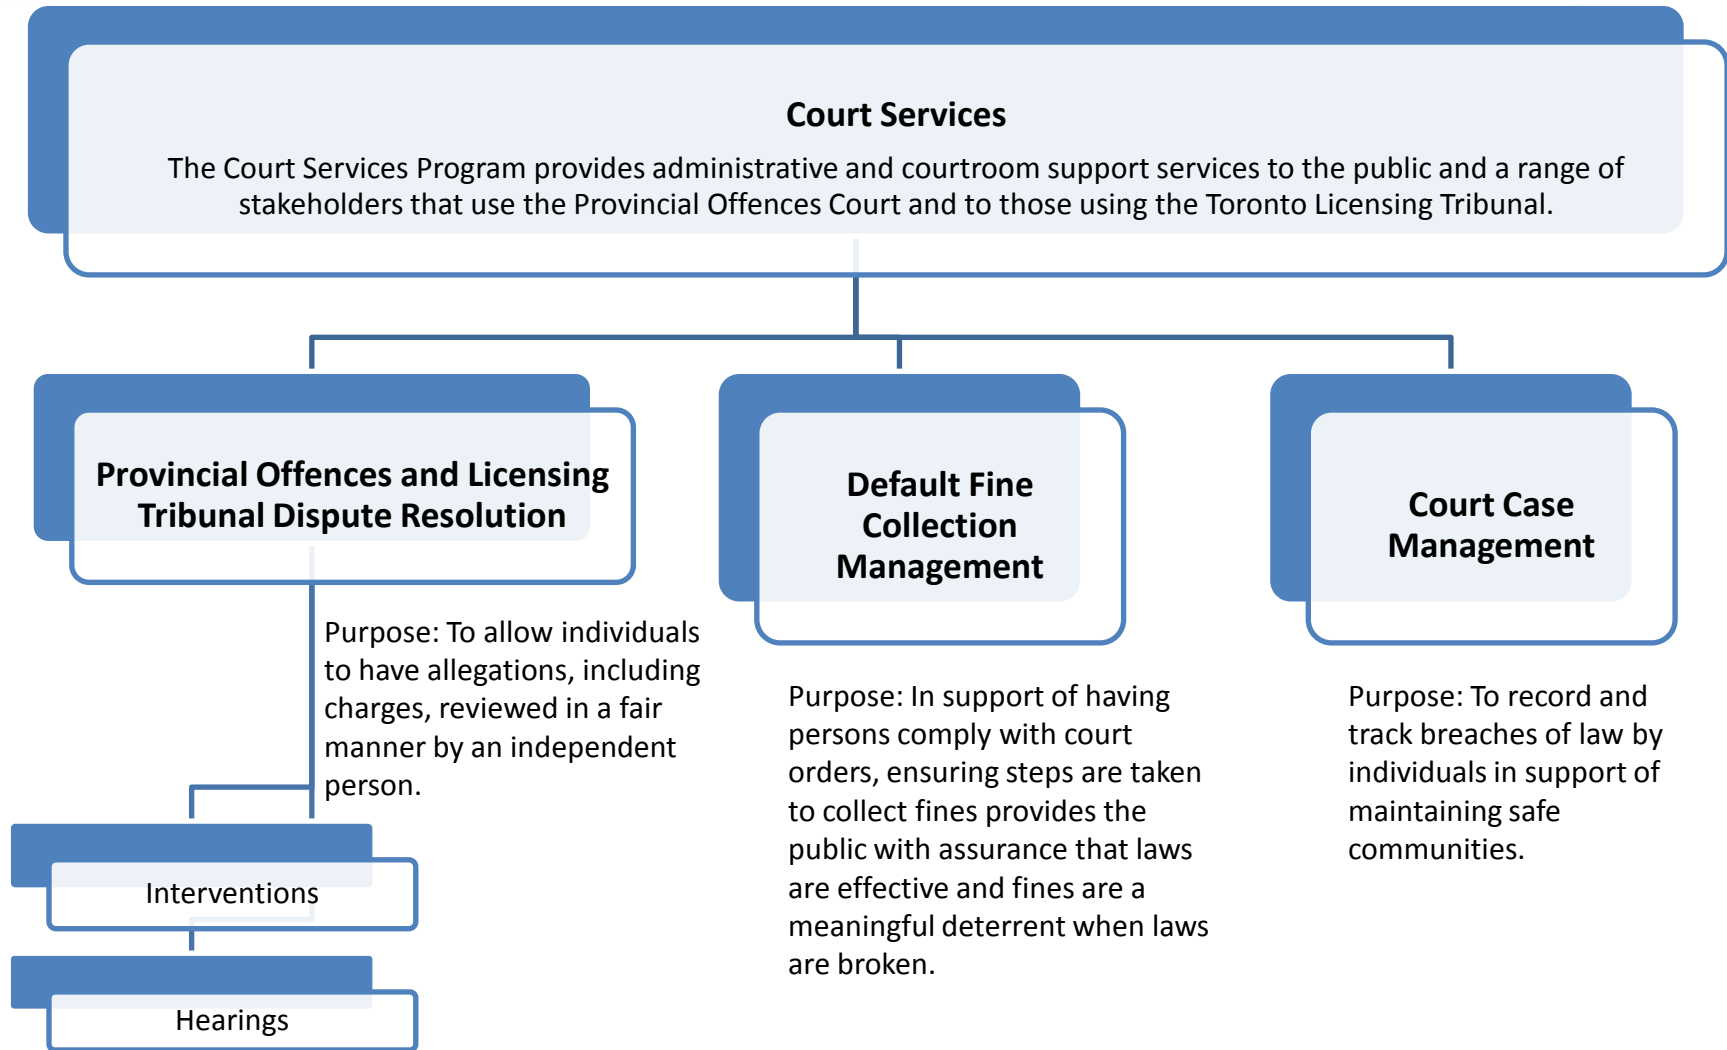 Court Services
The Court Services Program provides administrative and courtroom support services to the public and a range of
stakeholders that use the Provincial Offences Court and to those using the Toronto Licensing Tribunal.
Provincial Offences and Licensing
Tribunal Dispute Resolution
Purpose: To allow individuals
to have allegations, including
charges, reviewed in a fair
manner by an independent
person.
Interventions
Hearings
Default Fine
Collection
Management
Purpose: In support of having
persons comply with court
orders, ensuring steps are taken
to collect fines provides the
public with assurance that laws
are effective and fines are a
meaningful deterrent when laws
are broken.
Court Case
Management
Purpose: To record and
track breaches of law by
individuals in support of
maintaining safe
communities.